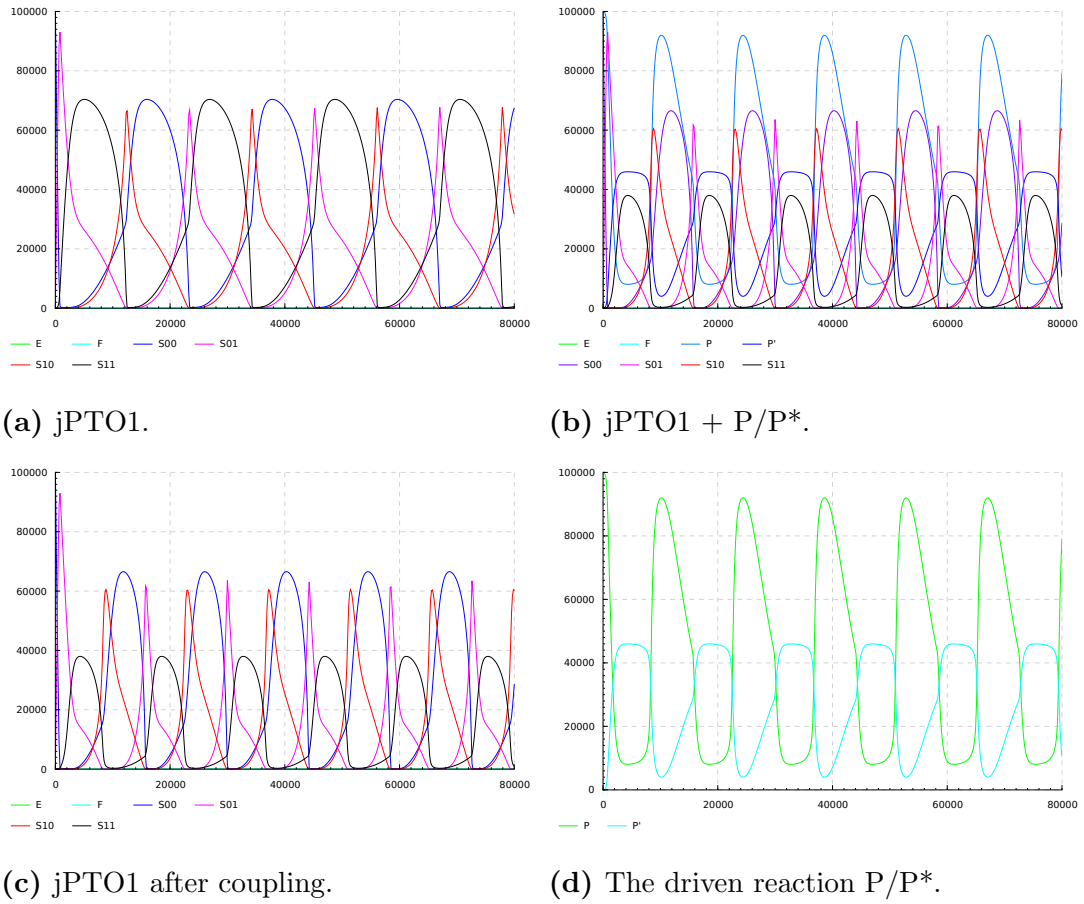 100000
80000
60000
40000
20000
0
0 20000 40000 60000 80000
E F S00 S01
S10 S11
(a) jPTO1.
100000
80000
60000
40000
20000
0
0 20000 40000 60000 80000
E F P P'
S00 S01 S10 S11
(b) jPTO1 + P/P*.
100000
80000
60000
40000
20000
0
0 20000 40000 60000 80000
E F S00 S01
S10 S11
(c) jPTO1 after coupling.
100000
80000
60000
40000
20000
0
0 20000 40000 60000 80000
P P'
(d) The driven reaction P/P*.